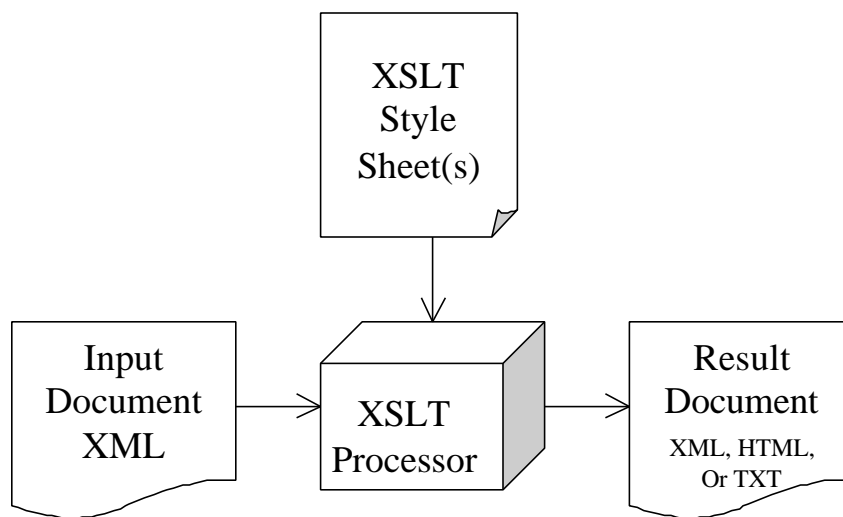 XSLT
Style
Sheet(s)
Input
Document
XML
XSLT
Processor
Result
Document
XML, HTML,
Or TXT